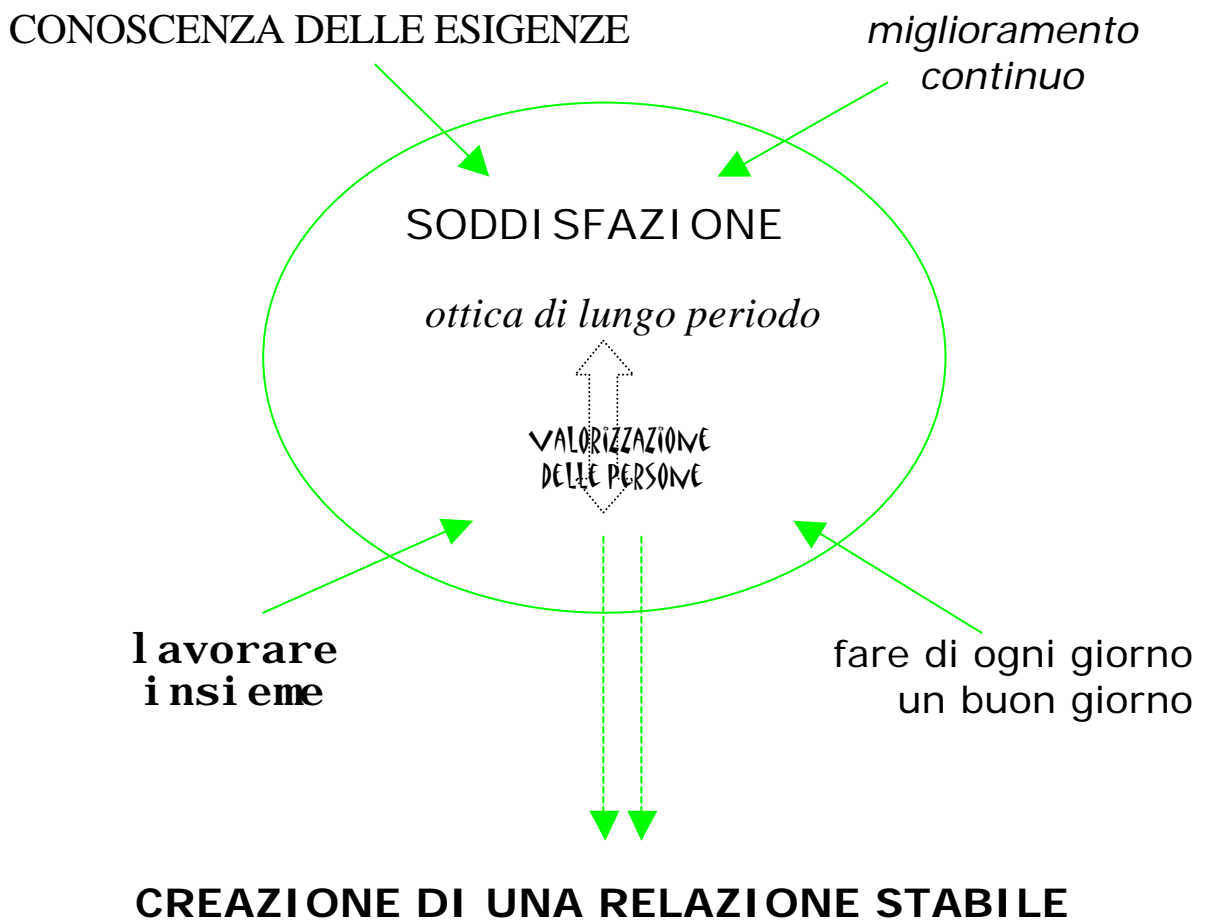 CONOSCENZA DELLE ESIGENZE
miglioramento
continuo
SODDISFAZIONE
ottica di lungo periodo
VALORIZZAZIONE
DELLE PERSONE
lavorare
insieme
fare di ogni giorno
un buon giorno
CREAZIONE DI UNA RELAZIONE STABILE